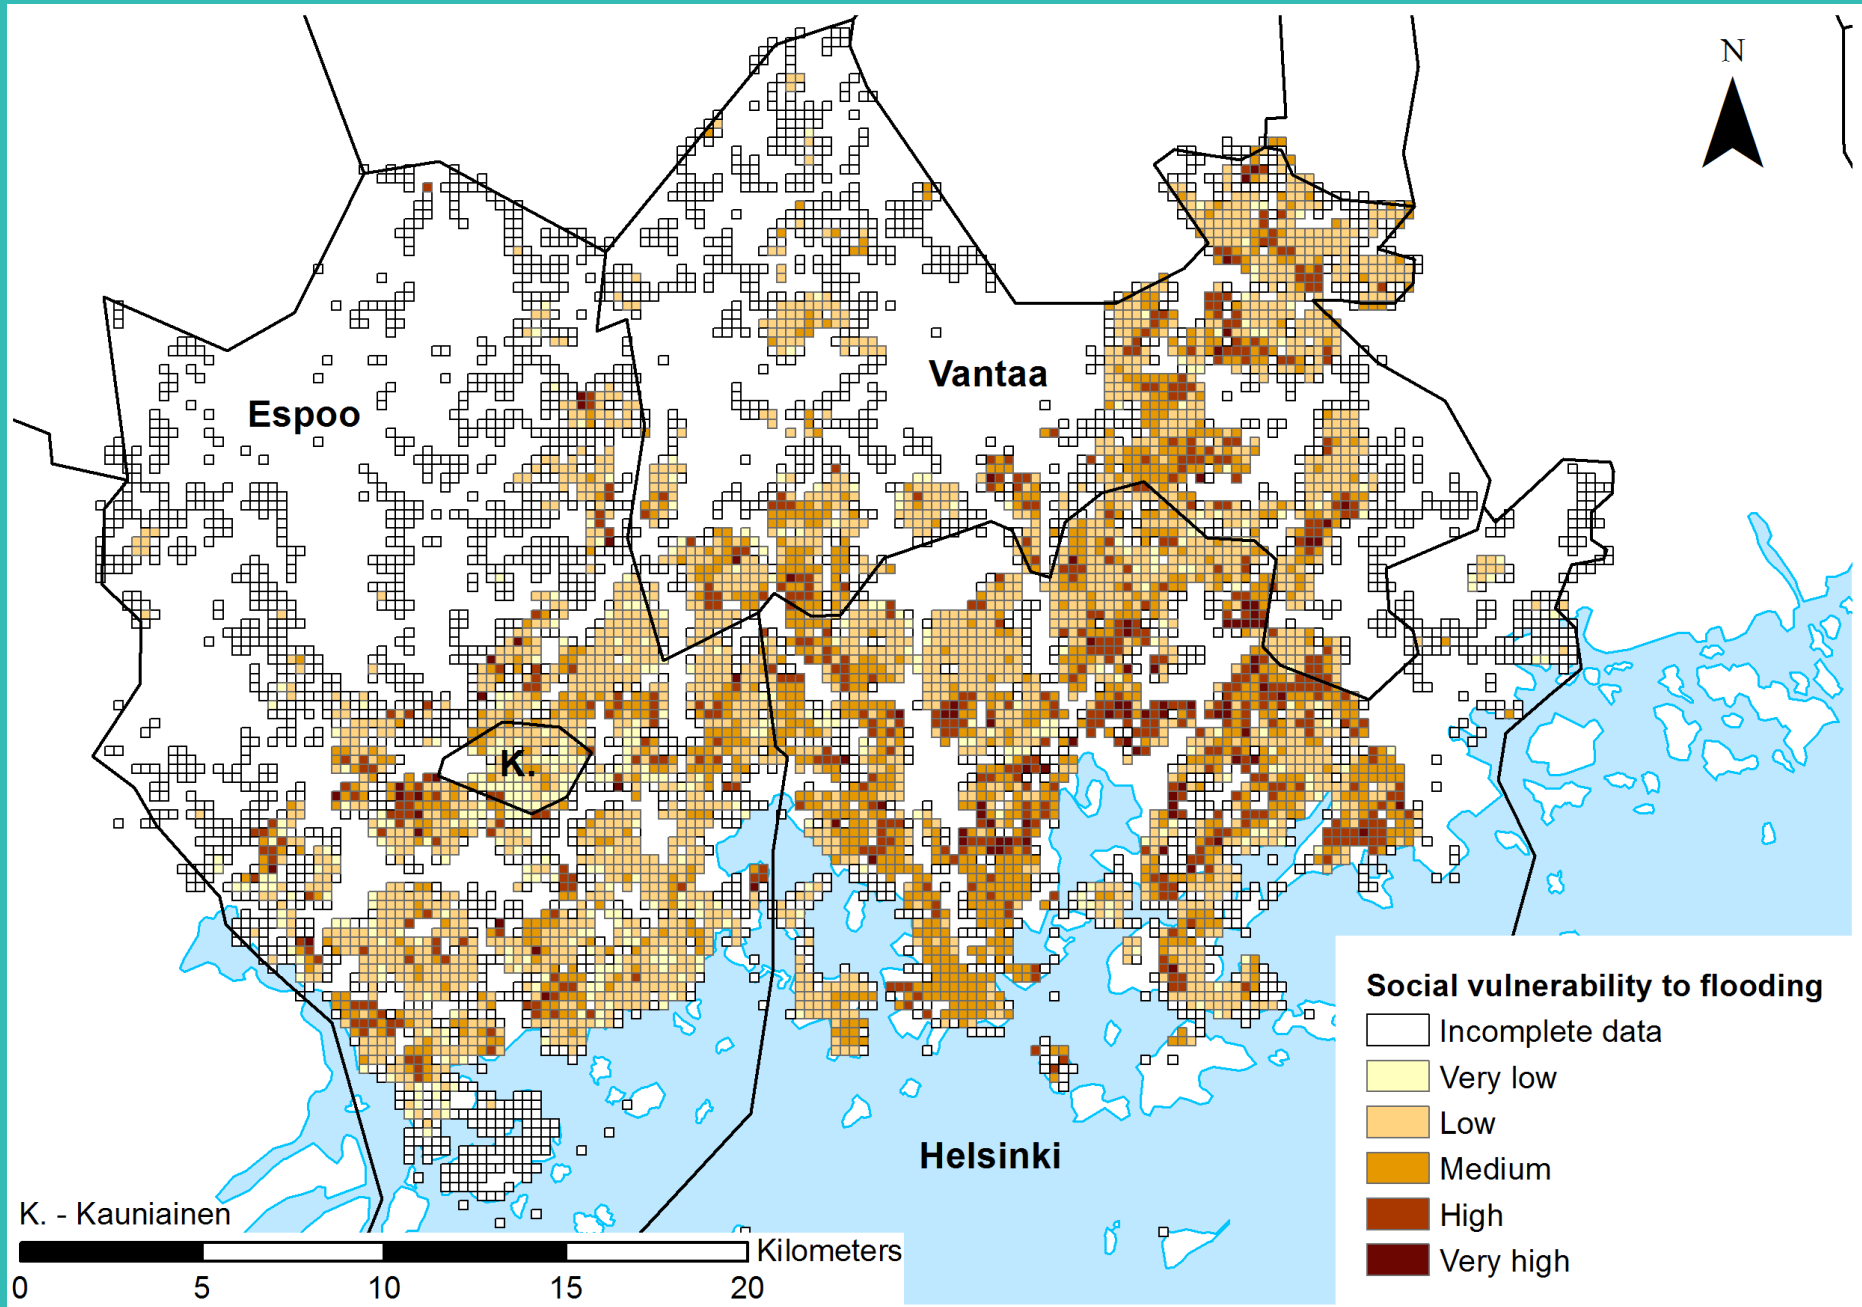 N
Vantaa
Espoo
K.
Helsinki
Social vulnerability to flooding
Incomplete data
Very low
Low
Medium
High
Very high
K. - Kauniainen
Kilometers
0 5 10 15 20